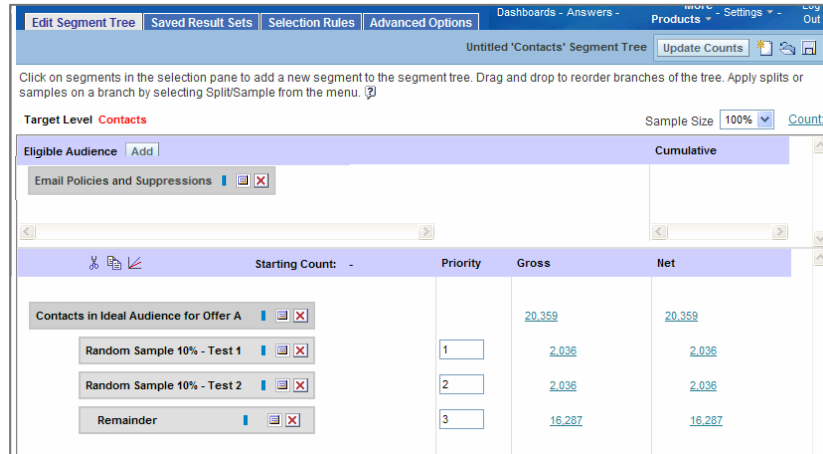 Dashboards - Answers - More Products - Settings - Log Out
Edit Segment Tree Saved Result Sets Selection Rules Advanced Options
Untitled 'Contacts' Segment Tree Update Counts
Click on segments in the selection pane to add a new segment to the segment tree. Drag and drop to reorder branches of the tree. Apply splits or
samples on a branch by selecting Split/Sample from the menu.
Target Level Contacts Sample Size 100% Count
Eligible Audience Add Cumulative
Email Policies and Suppressions
Starting Count: - Priority Gross Net
Contacts in Ideal Audience for Offer A 20,359 20,359
Random Sample 10% - Test 1 1 2,036 2,036
Random Sample 10% - Test 2 2 2,036 2,036
Remainder 3 16,287 16,287